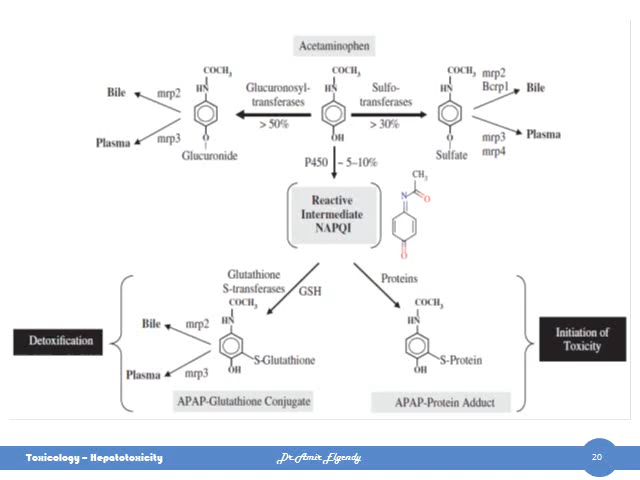 Acetaminophen
COCH₃
HN
Glucuronosyl-
transferases
> 50%
COCH₃
HN
OH
Sulfo-
transferases
> 30%
COCH₃
HN
mrp2
Bcrp1
Bile
Bile
mrp2
Plasma
mrp3
O
Glucuronide
O
Sulfate
mrp3
mrp4
Plasma
P450
~ 5-10%
Reactive
Intermediate
NAPQI
CH₃
N
O
O
Glutathione
S-transferases
GSH
Proteins
COCH₃
HN
COCH₃
HN
Detoxification
Bile
mrp2
S-Glutathione
OH
Plasma
mrp3
S-Protein
OH
Initiation of
Toxicity
APAP-Glutathione Conjugate
APAP-Protein Adduct
Toxicology – Hepatotoxicity
Dr. Amir Elgendy
20